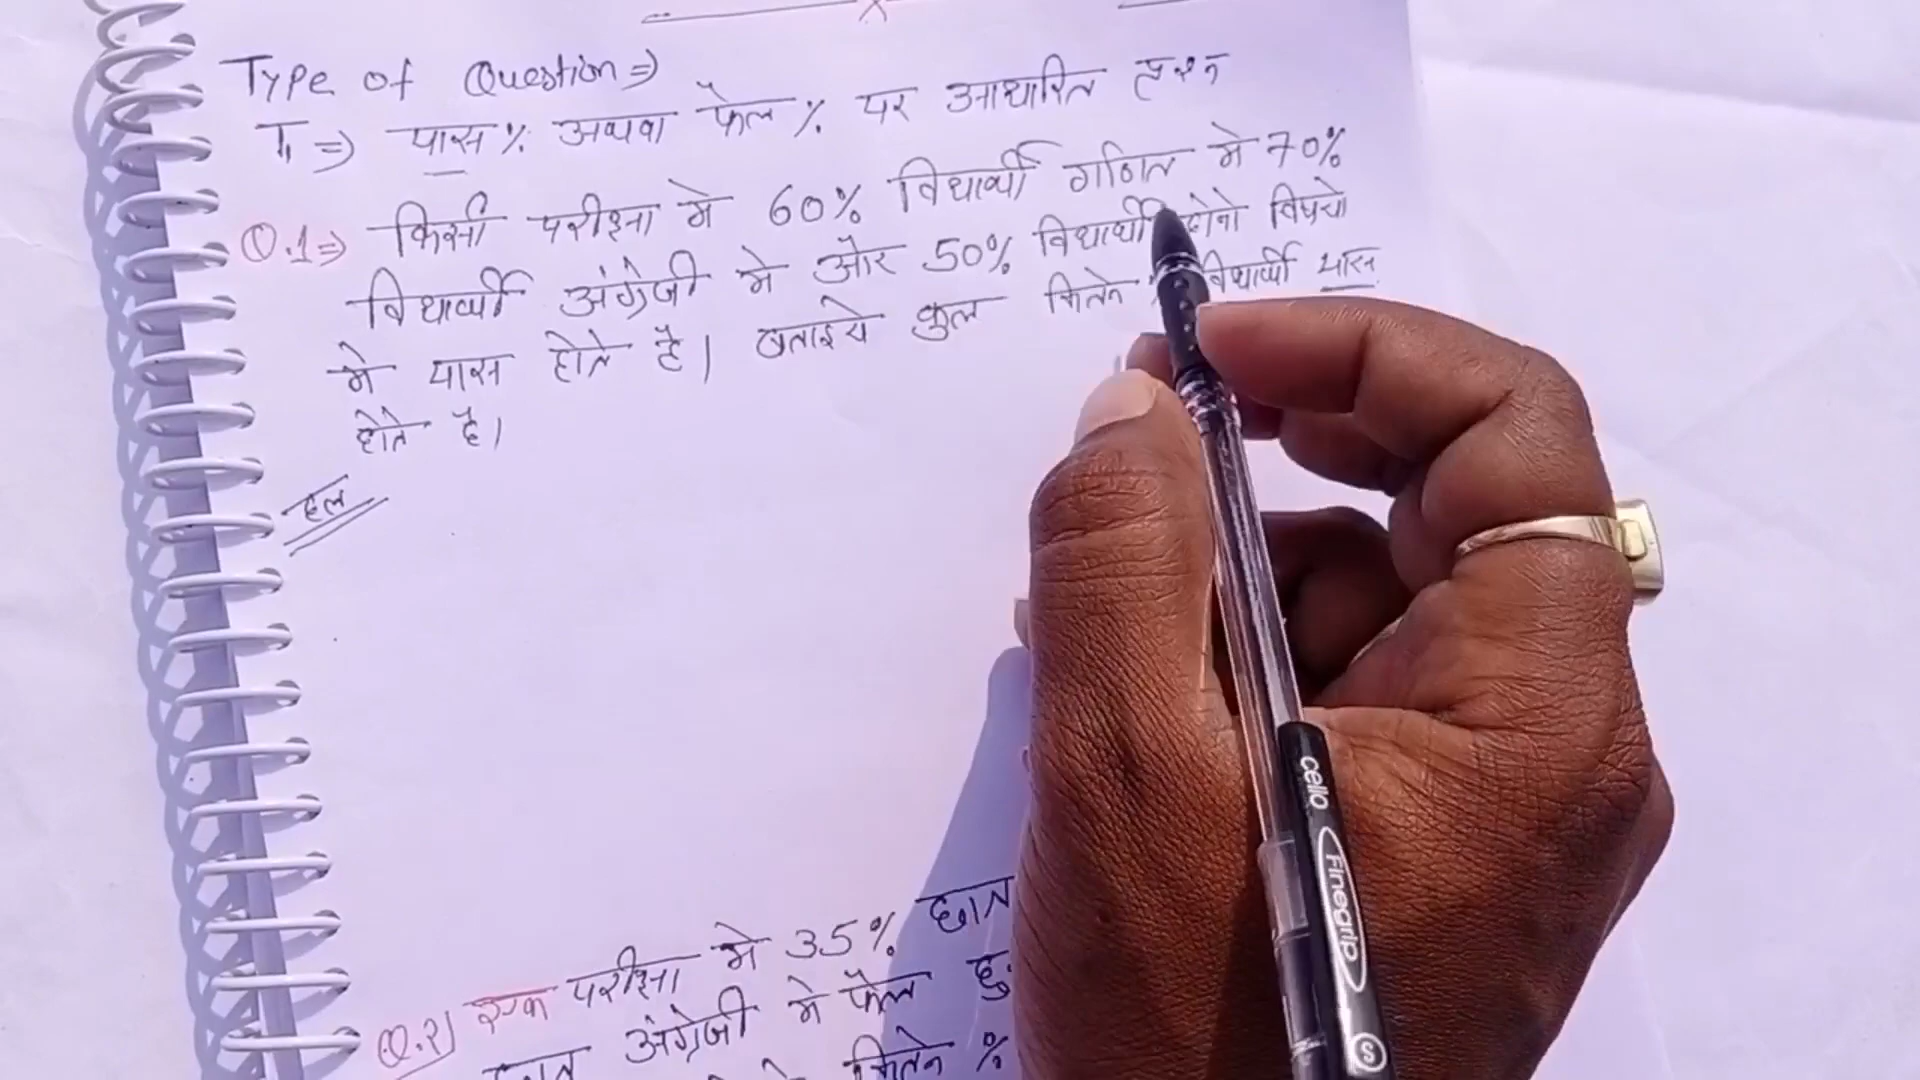 Type of Question ⇒
T₁ ⇒ पास % अथवा फैल % पर आधारित प्रश्न
Q.1 ⇒ किसी परीक्षा मे 60% विधार्थी गणित मे 70%
विधार्थी अंग्रेजी मे और 50% विधार्थी दोनो विषयो
मे पास होते है। बताइये कुल कितने विधार्थी पास
होते है।
हल
Q.2) एक परीक्षा मे 35% छात्र
अंग्रेजी मे फैल
कितने %
cello
Finegrip
S